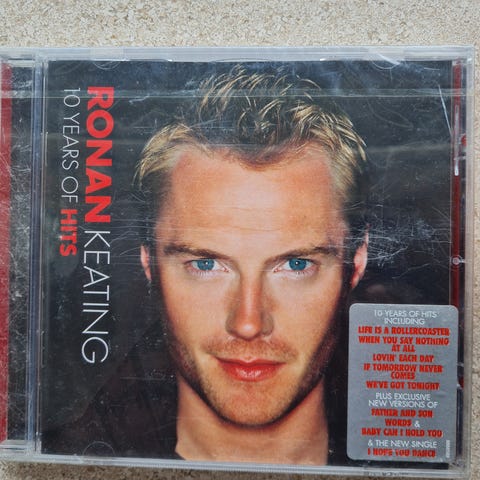 RONAN KEATING
10 YEARS OF HITS
10 YEARS OF HITS
INCLUDING
LIFE IS A ROLLERCOASTER
WHEN YOU SAY NOTHING
AT ALL
LOVIN' EACH DAY
IF TOMORROW NEVER
COMES
WE'VE GOT TONIGHT
PLUS EXCLUSIVE
NEW VERSIONS OF
FATHER AND SON
WORDS &
BABY CAN I HOLD YOU
& THE NEW SINGLE
I HOPE YOU DANCE